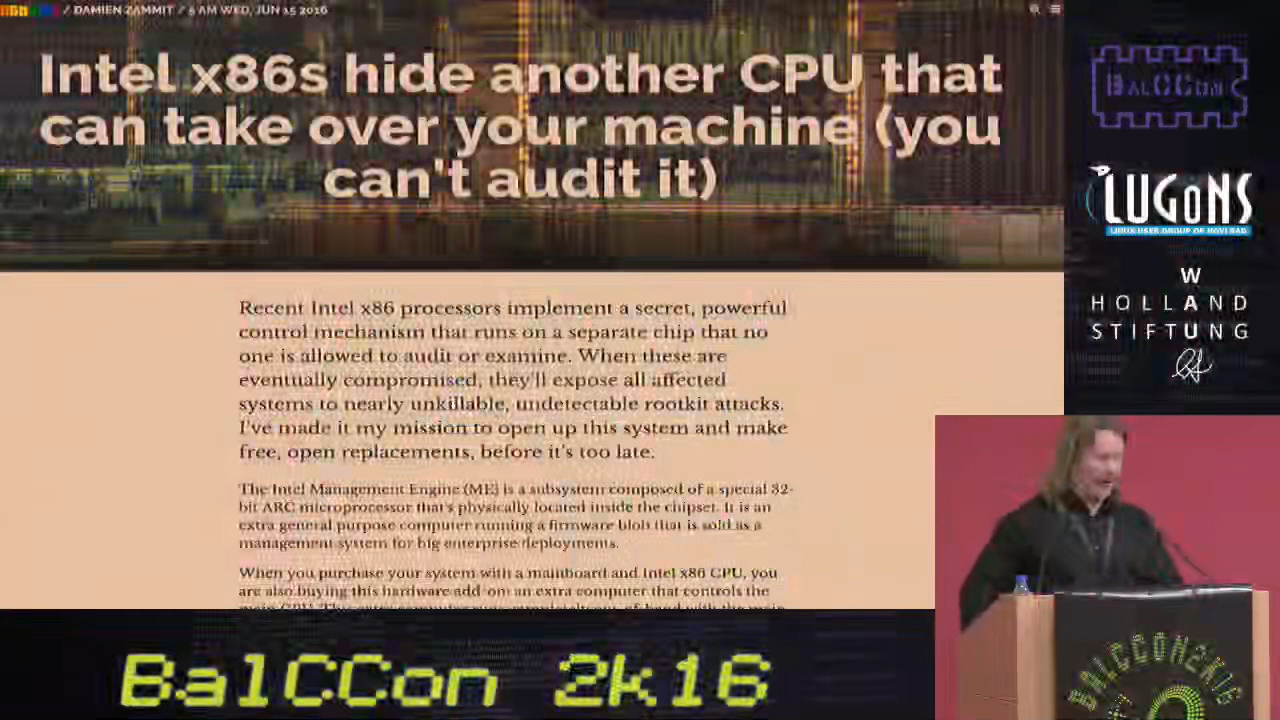 / DAMIEN ZAMMIT / 5 AM WED, JUN 15 2016
Intel x86s hide another CPU that
can take over your machine (you
can't audit it)
Recent Intel x86 processors implement a secret, powerful
control mechanism that runs on a separate chip that no
one is allowed to audit or examine. When these are
eventually compromised, they'll expose all affected
systems to nearly unkillable, undetectable rootkit attacks.
I've made it my mission to open up this system and make
free, open replacements, before it's too late.
The Intel Management Engine (ME) is a subsystem composed of a special 32-
bit ARC microprocessor that's physically located inside the chipset. It is an
extra general purpose computer running a firmware blob that is sold as a
management system for big enterprise deployments.
When you purchase your system with a mainboard and Intel x86 CPU, you
are also buying this hardware add-on: an extra computer that controls the
BALCCON
LUGONS
LINUX USER GROUP OF NOVI SAD
W
HOLLAND
STIFTUNG
BALCCON2K16
BalCCon 2k16